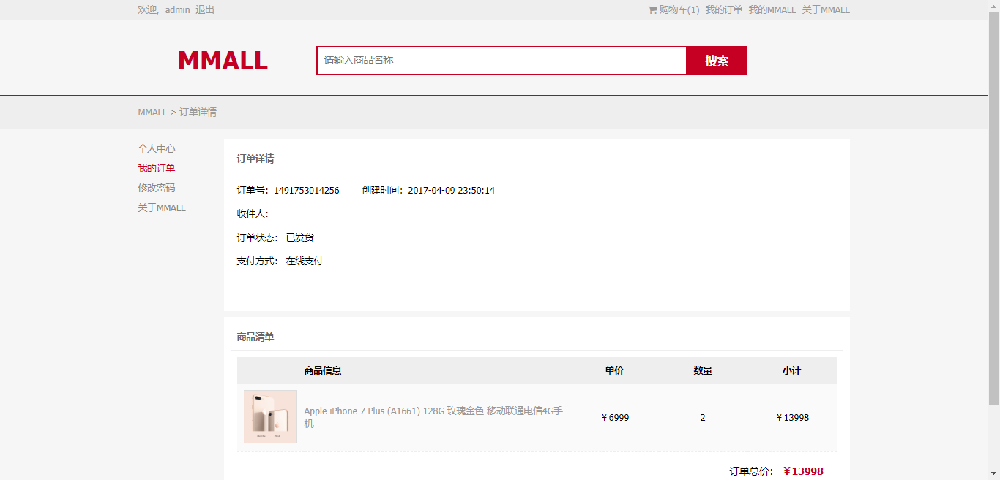 欢迎，admin 退出
购物车(1) 我的订单 我的MMALL 关于MMALL
MMALL
请输入商品名称
搜索
MMALL > 订单详情
个人中心
我的订单
修改密码
关于MMALL
订单详情
订单号：1491753014256 创建时间：2017-04-09 23:50:14
收件人：
订单状态： 已发货
支付方式： 在线支付
商品清单
商品信息 单价 数量 小计
Apple iPhone 7 Plus (A1661) 128G 玫瑰金色 移动联通电信4G手
机
￥6999 2 ￥13998
订单总价： ￥13998